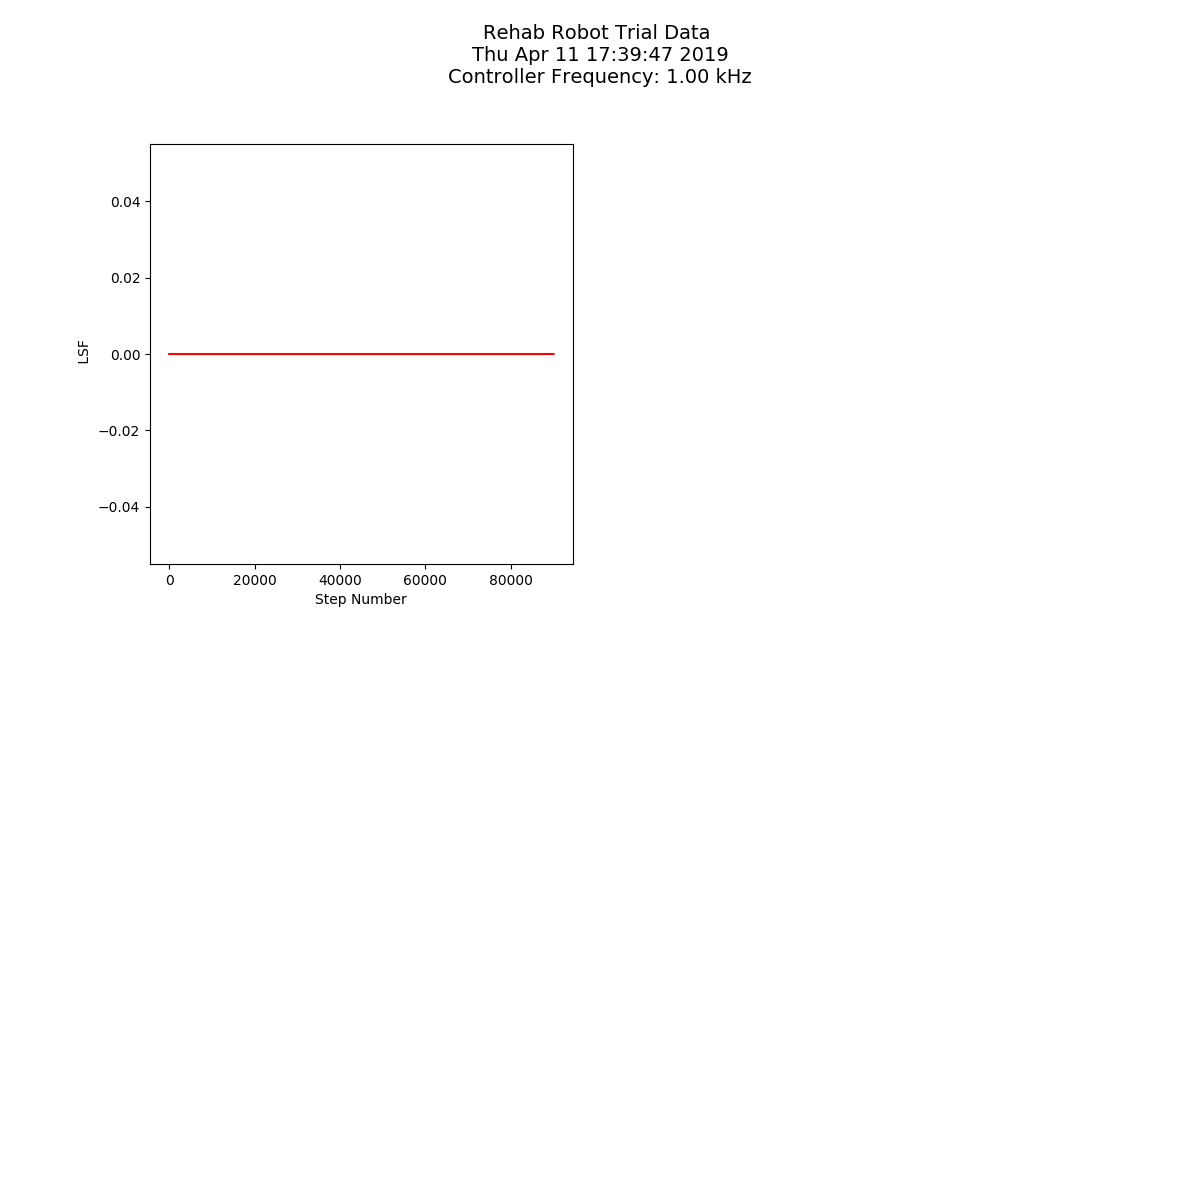 Rehab Robot Trial Data
Thu Apr 11 17:39:47 2019
Controller Frequency: 1.00 kHz
0.04
0.02
LSF
0.00
−0.02
−0.04
0 20000 40000 60000 80000
Step Number